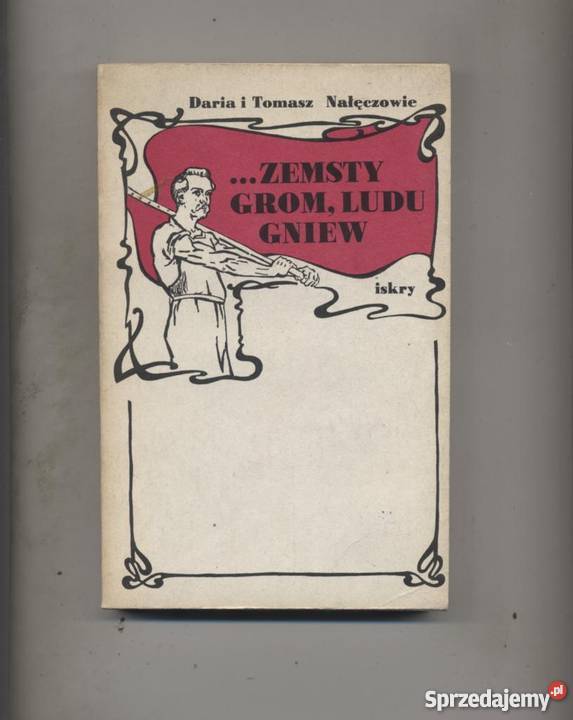 Daria i Tomasz Nałęczowie
...ZEMSTY
GROM, LUDU
GNIEW
iskry
Sprzedajemy.pl